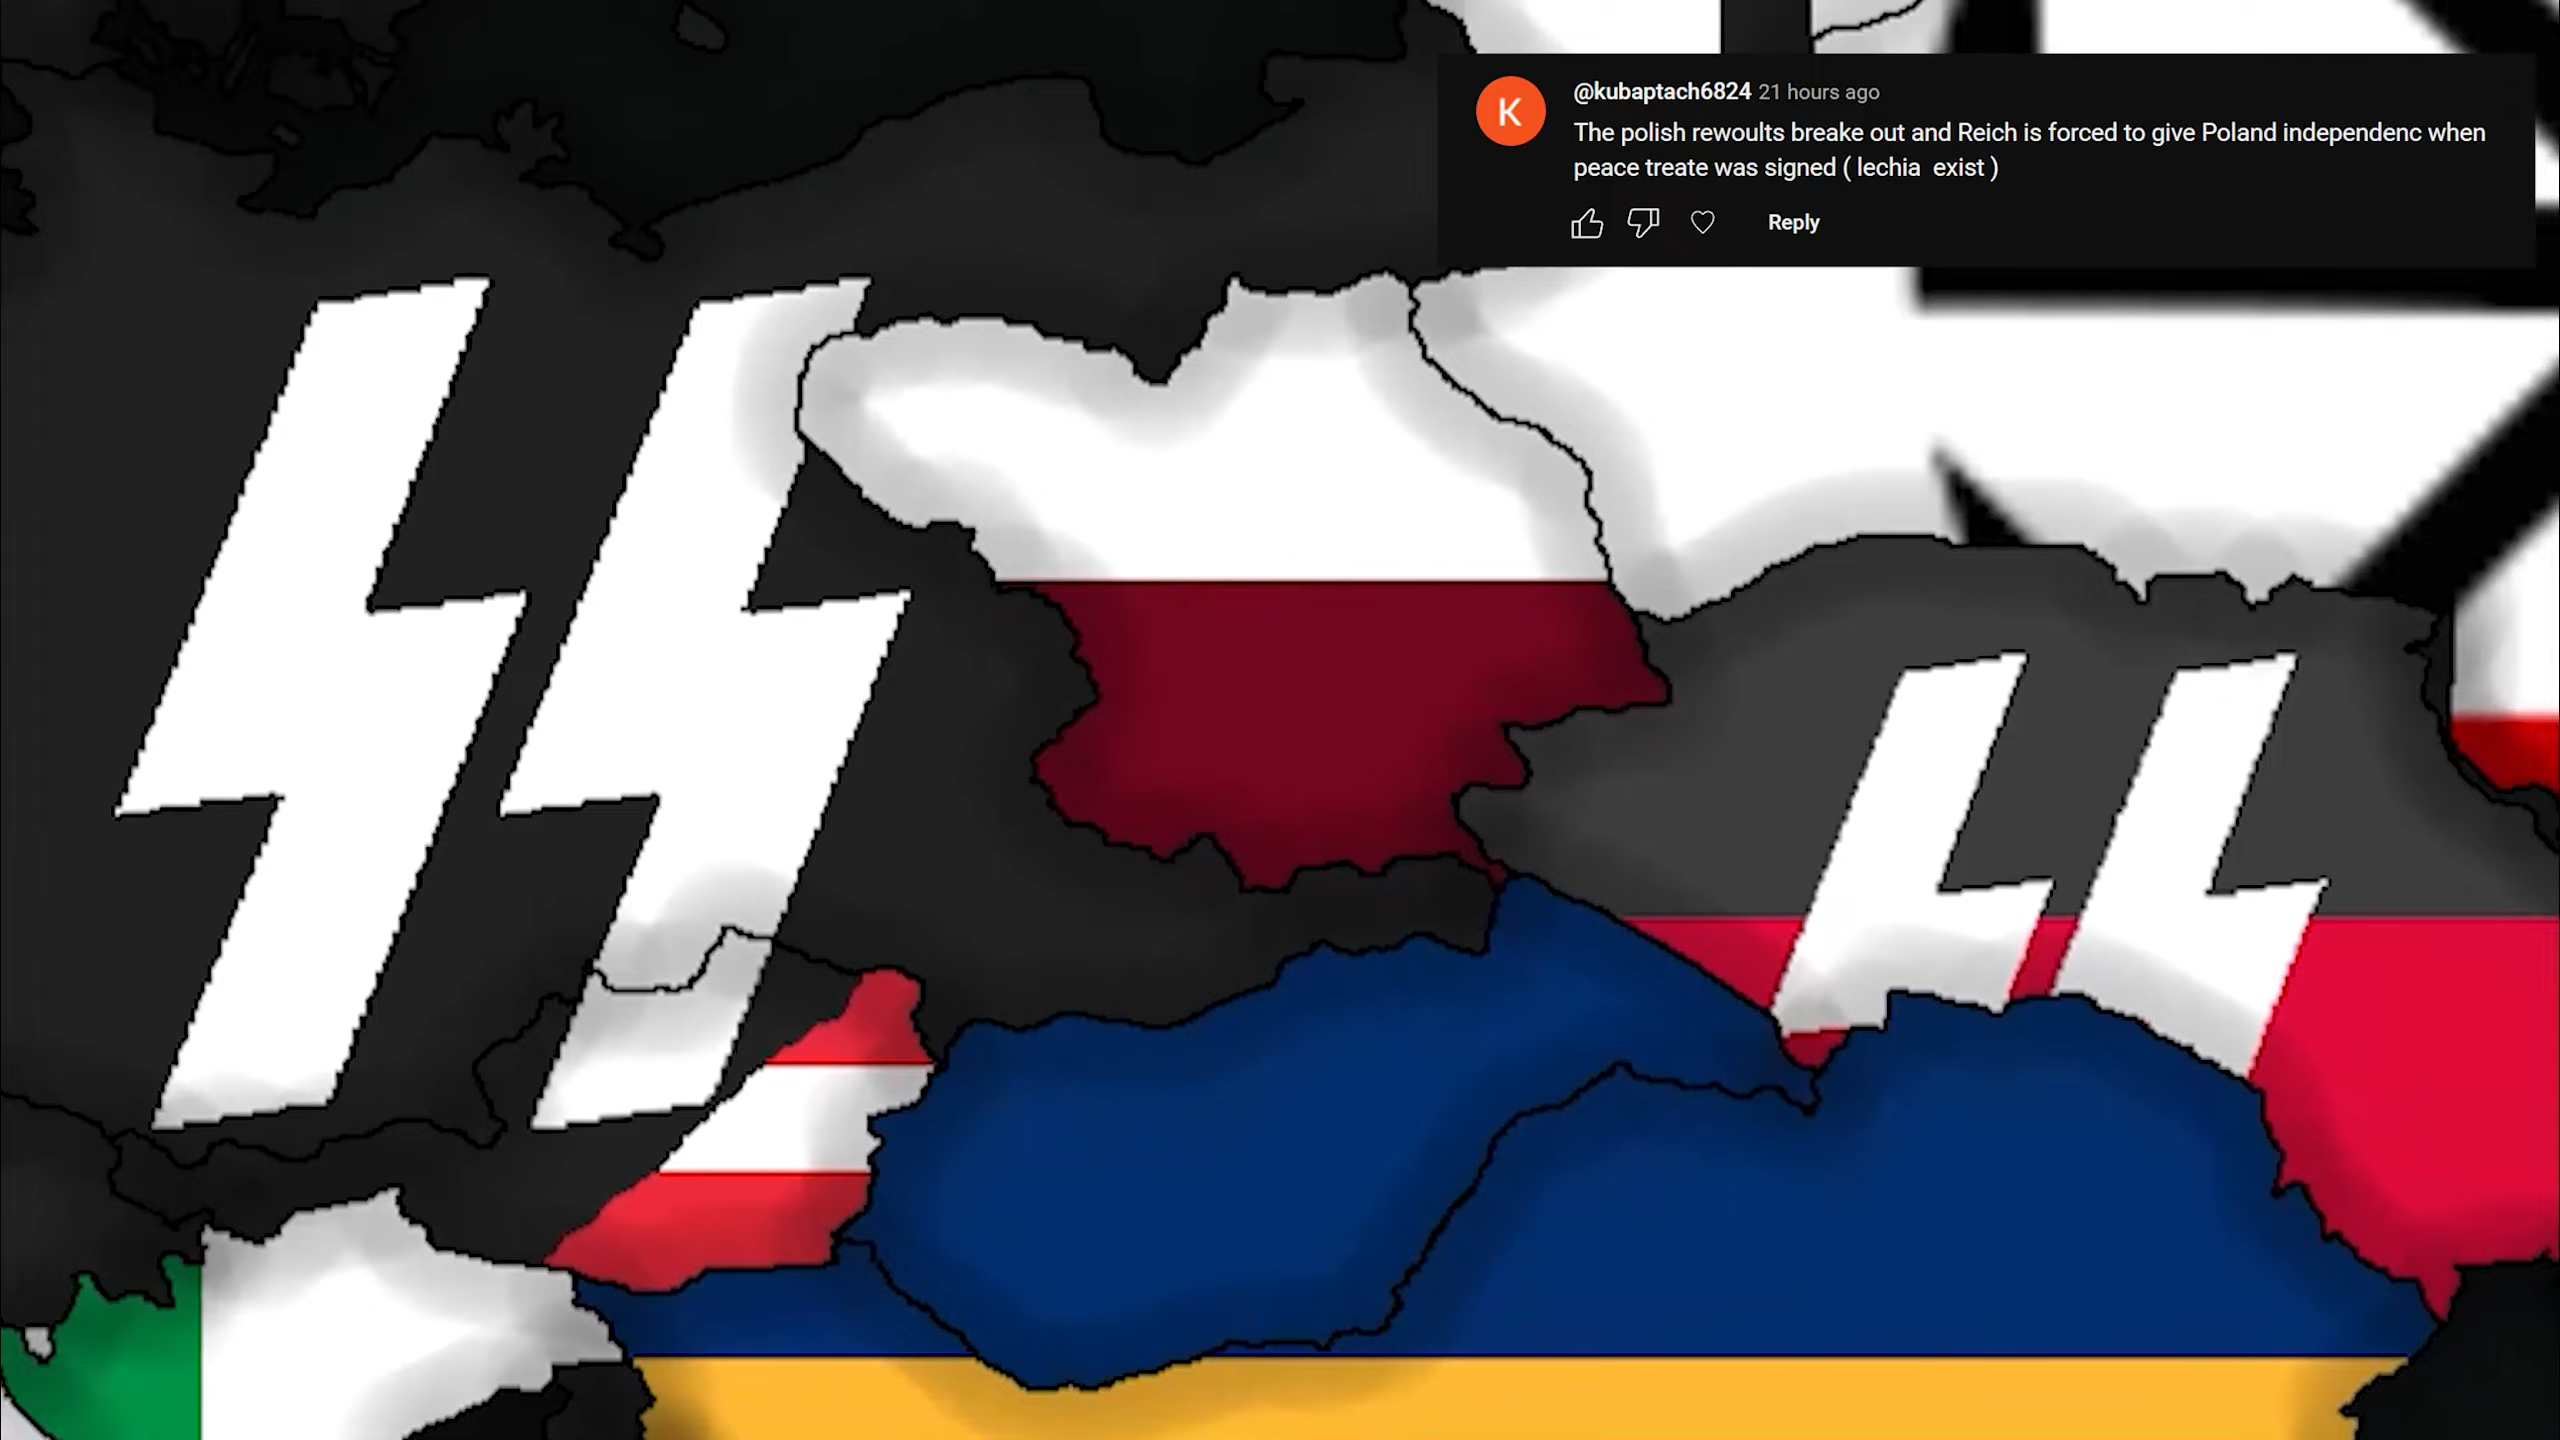 K
@kubaptach6824 21 hours ago
The polish rewoults breake out and Reich is forced to give Poland independenc when
peace treate was signed ( lechia exist )
Reply